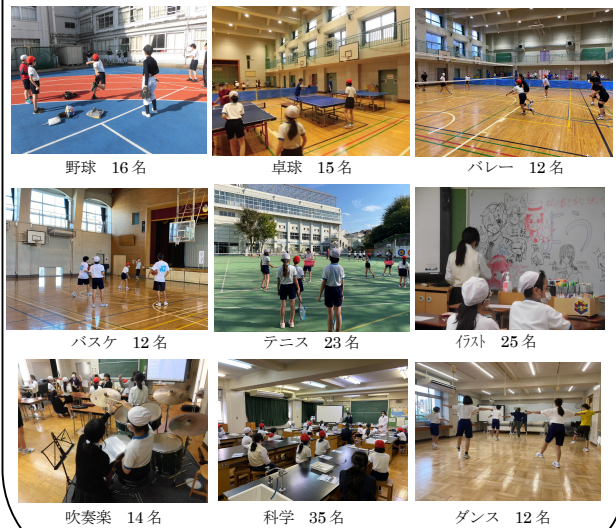 野球 16名
卓球 15名
バレー 12名
バスケ 12名
テニス 23名
イラスト 25名
吹奏楽 14名
科学 35名
ダンス 12名